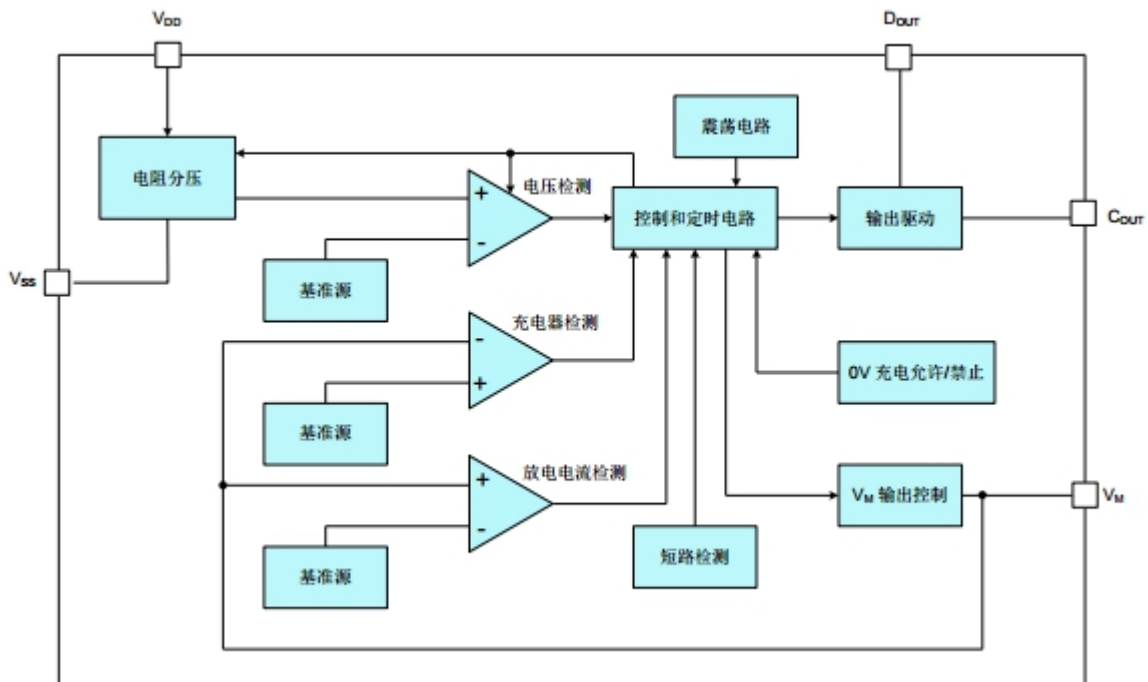 VDD
DOUT
震荡电路
电阻分压
电压检测
+
-
控制和定时电路
输出驱动
COUT
VSS
基准源
充电器检测
-
+
0V 充电允许/禁止
基准源
放电电流检测
+
-
VM 输出控制
VM
短路检测
基准源